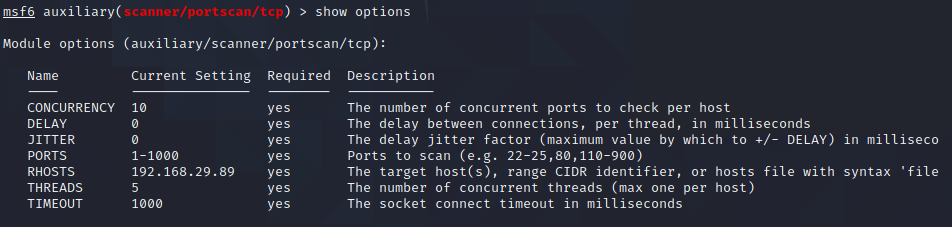 msf6 auxiliary(scanner/portscan/tcp) > show options
Module options (auxiliary/scanner/portscan/tcp):
Name Current Setting Required Description
CONCURRENCY 10 yes The number of concurrent ports to check per host
DELAY 0 yes The delay between connections, per thread, in milliseconds
JITTER 0 yes The delay jitter factor (maximum value by which to +/- DELAY) in milliseco
PORTS 1-1000 yes Ports to scan (e.g. 22-25,80,110-900)
RHOSTS 192.168.29.89 yes The target host(s), range CIDR identifier, or hosts file with syntax 'file
THREADS 5 yes The number of concurrent threads (max one per host)
TIMEOUT 1000 yes The socket connect timeout in milliseconds